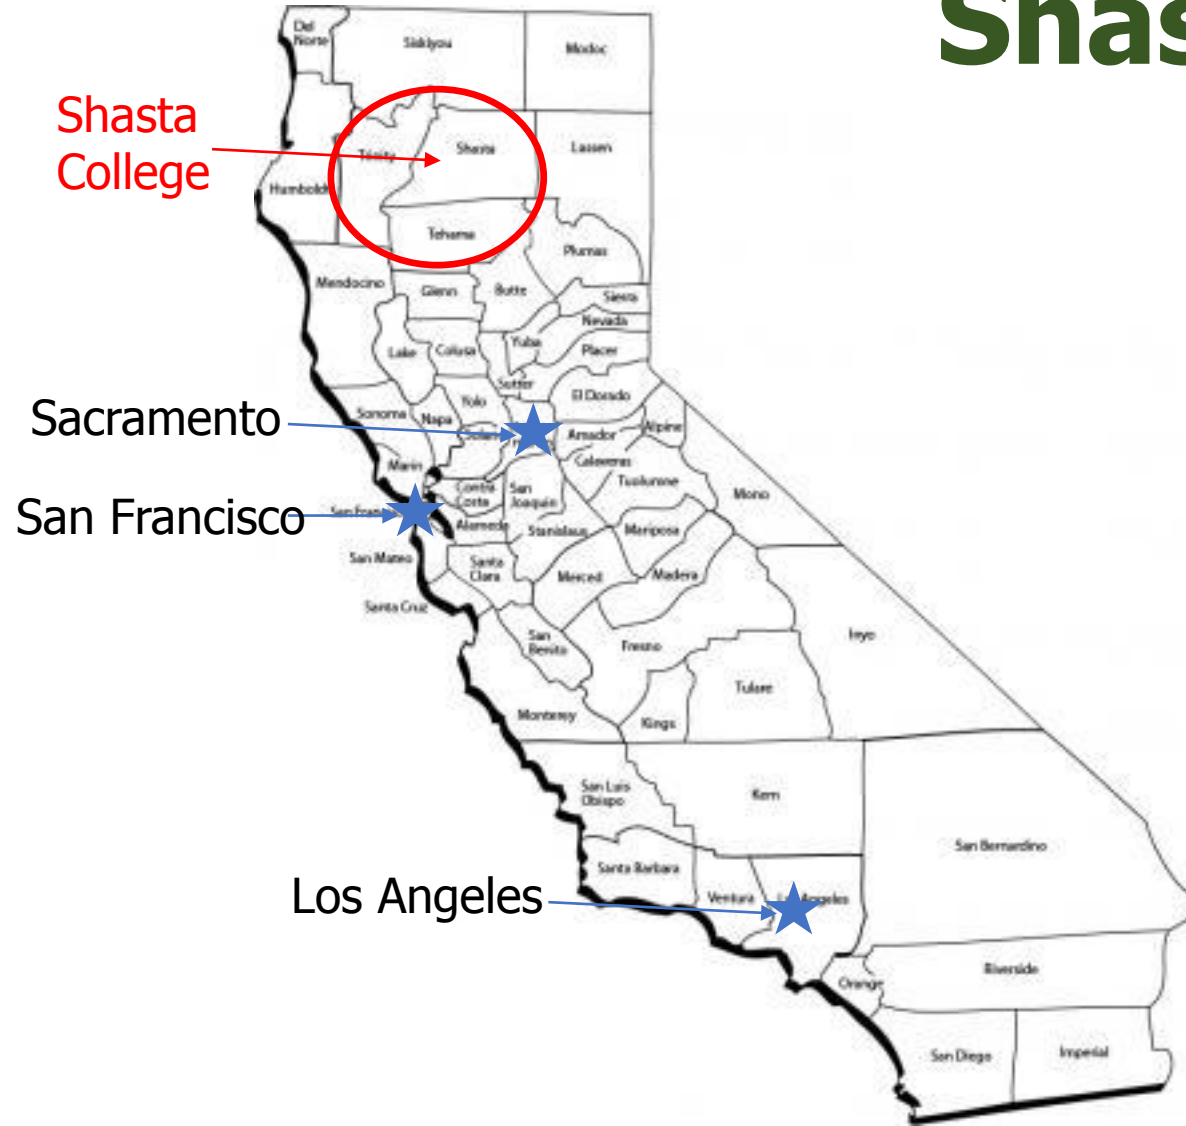 Shas
Del
Norte
Siskiyou
Modoc
Shasta
College
Trinity
Shasta
Lassen
Humboldt
Tehama
Plumas
Mendocino
Glenn
Butte
Sierra
Nevada
Yuba
Placer
Lake
Colusa
Sutter
El Dorado
Yolo
Sonoma
Napa
Sacramento
Amador
Alpine
Marin
Calaveras
Tuolumne
Mono
Contra
Costa
San
Joaquin
San Francisco
Alameda
Stanislaus
Mariposa
San Mateo
Santa
Clara
Merced
Madera
Santa Cruz
San
Benito
Fresno
Inyo
Tulare
Monterey
Kings
San Luis
Obispo
Kern
San Bernardino
Santa Barbara
Ventura
Los Angeles
Los Angeles
Riverside
Orange
San Diego
Imperial